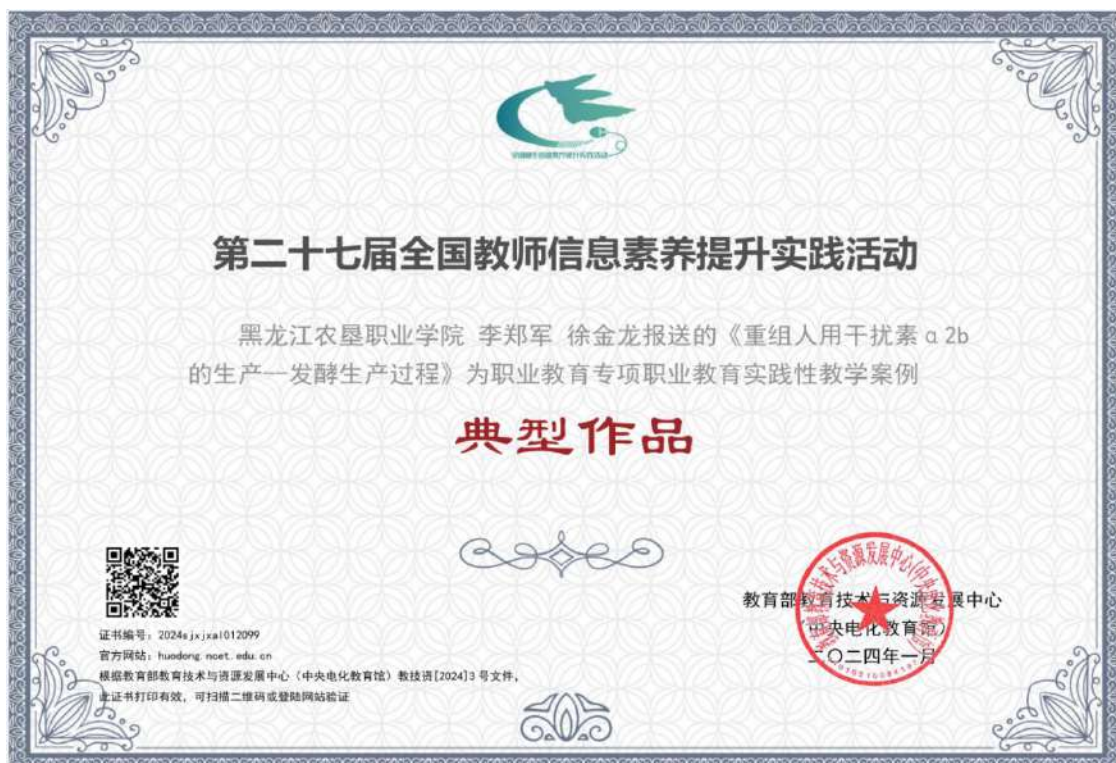 第二十七届全国教师信息素养提升实践活动
黑龙江农垦职业学院 李郑军 徐金龙报送的《重组人用干扰素α2b
的生产—发酵生产过程》为职业教育专项职业教育实践性教学案例
典型作品
教育部教育技术与资源发展中心
（中央电化教育馆）
二〇二四年一月
证书编号：2024sjxjxal012099
官方网站：huodong.ncet.edu.cn
根据教育部教育技术与资源发展中心（中央电化教育馆）教技资[2024]3号文件，
此证书打印有效，可扫描二维码或登陆网站验证